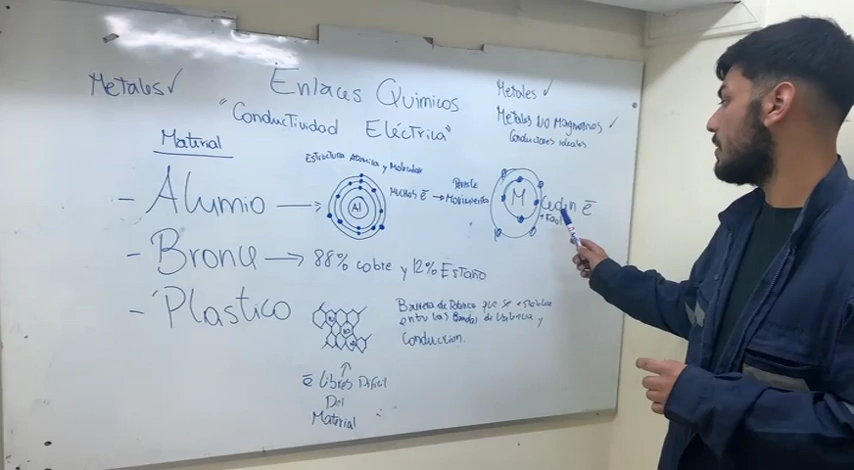 Metales ✓
Enlaces Quimicos
"Conductividad Eléctrica"
Metales ✓
Metales No Magneticos ✓
Conductores ideales
Material
Estructura Atomica y Molecular
- Alumio
Al
Muchos e-
Permite
Movimiento
M
Ceden e-
+ Facil
- Bronce → 88% cobre y 12% Estaño
- Plastico
Barrera de Potencia que se establece
entre las Bandas de Valencia y
Conduccion.
e- Libres Dificil
Del
Material